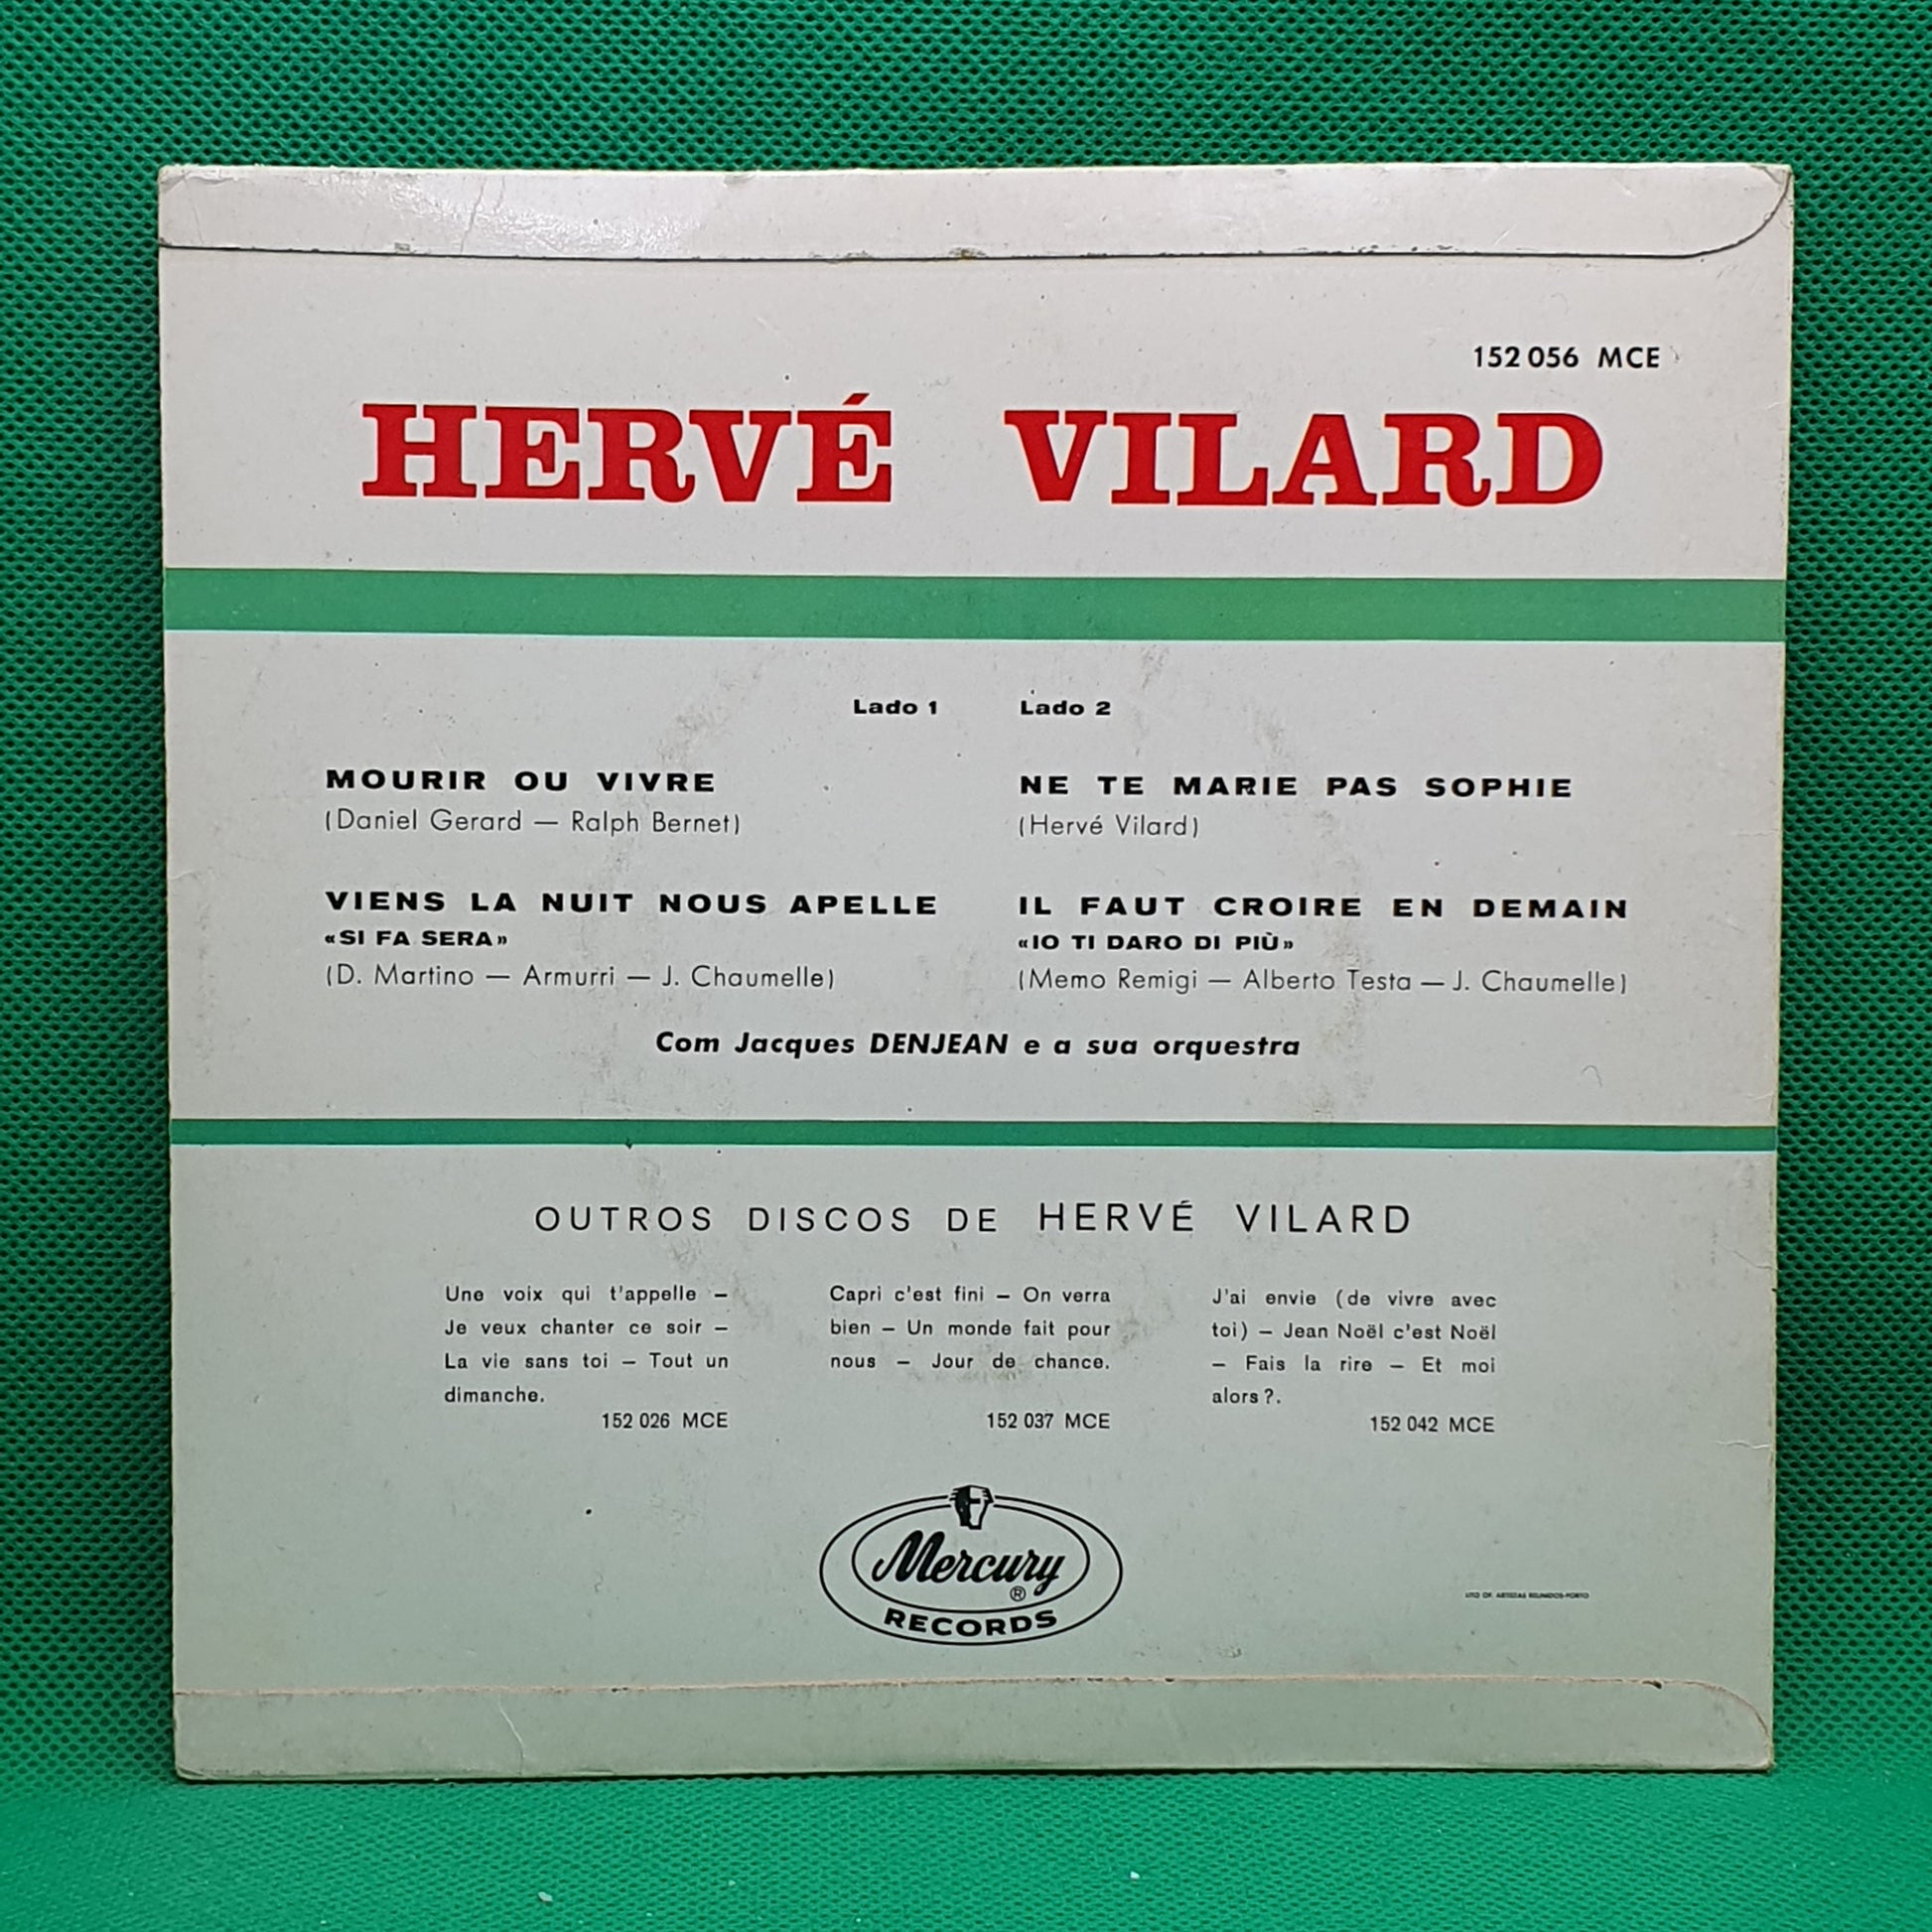 152 056 MCE
HERVÉ VILARD
Lado 1
MOURIR OU VIVRE
(Daniel Gerard — Ralph Bernet)
VIENS LA NUIT NOUS APELLE
«SI FA SERA»
(D. Martino — Armurri — J. Chaumelle)
Lado 2
NE TE MARIE PAS SOPHIE
(Hervé Vilard)
IL FAUT CROIRE EN DEMAIN
«IO TI DARO DI PIÙ»
(Memo Remigi — Alberto Testa — J. Chaumelle)
Com Jacques DENJEAN e a sua orquestra
OUTROS DISCOS DE HERVÉ VILARD
Une voix qui t'appelle –
Je veux chanter ce soir –
La vie sans toi – Tout un
dimanche.
152 026 MCE
Capri c'est fini – On verra
bien – Un monde fait pour
nous – Jour de chance.
152 037 MCE
J'ai envie (de vivre avec
toi) – Jean Noël c'est Noël
– Fais la rire – Et moi
alors ?.
152 042 MCE
Mercury
®
RECORDS
LITO OF. ARTISTAS REUNIDOS-PORTO